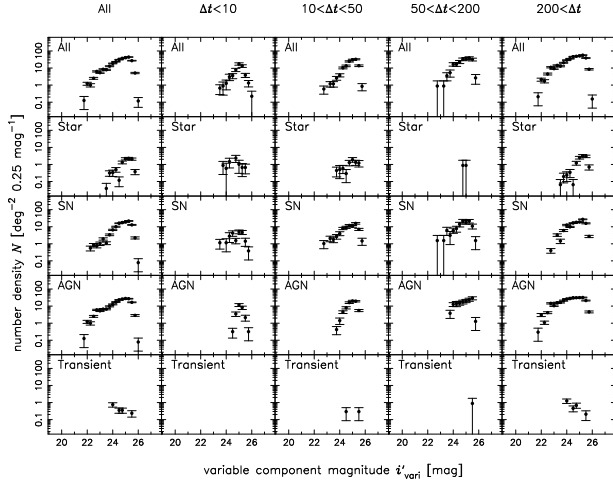 All Δt<10 10<Δt<50 50<Δt<200 200<Δt
All All All All All
100
10
1
0.1
Star Star Star Star Star
100
10
1
0.1
SN SN SN SN SN
100
10
1
0.1
AGN AGN AGN AGN AGN
100
10
1
0.1
Transient Transient Transient Transient Transient
100
10
1
0.1
20 22 24 26 20 22 24 26 20 22 24 26 20 22 24 26 20 22 24 26
number density N [deg⁻² 0.25 mag⁻¹]
variable component magnitude i'vari [mag]